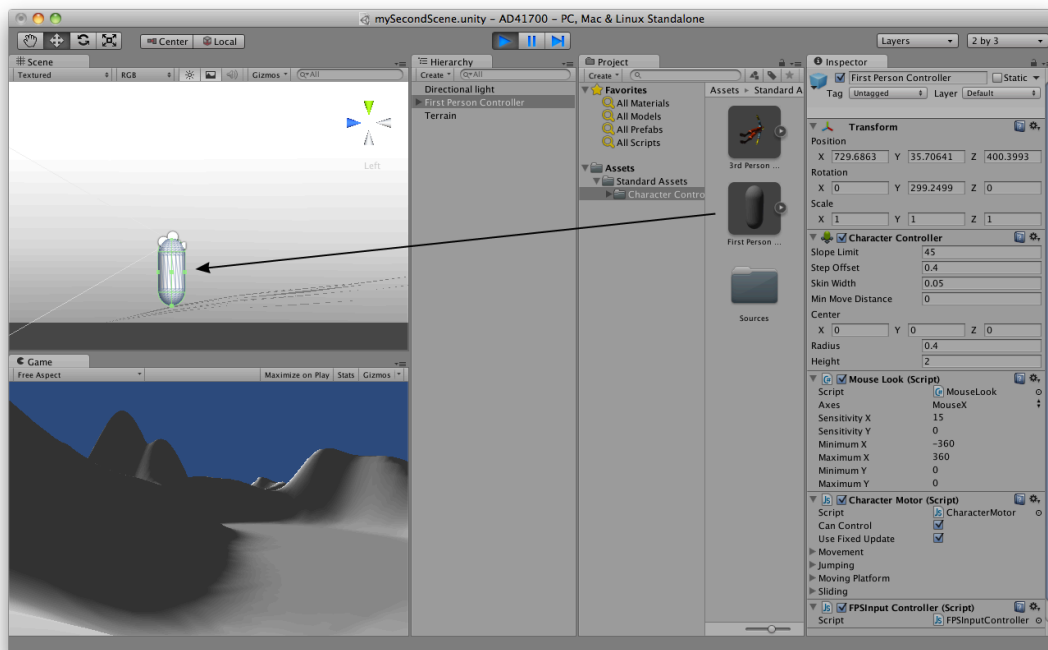 mySecondScene.unity – AD41700 – PC, Mac & Linux Standalone
Center Local Layers 2 by 3
Scene
Textured RGB Gizmos All
Left
Game
Free Aspect Maximize on Play Stats Gizmos
Hierarchy
Create All
Directional light
First Person Controller
Terrain
Project
Create
Favorites
All Materials
All Models
All Prefabs
All Scripts
Assets
Standard Assets
Character Contro
Assets Standard A
3rd Person ...
First Person ...
Sources
Inspector
First Person Controller Static
Tag Untagged Layer Default
Transform
Position
X 729.6863 Y 35.70641 Z 400.3993
Rotation
X 0 Y 299.2499 Z 0
Scale
X 1 Y 1 Z 1
Character Controller
Slope Limit 45
Step Offset 0.4
Skin Width 0.05
Min Move Distance 0
Center
X 0 Y 0 Z 0
Radius 0.4
Height 2
Mouse Look (Script)
Script MouseLook
Axes MouseX
Sensitivity X 15
Sensitivity Y 0
Minimum X -360
Maximum X 360
Minimum Y 0
Maximum Y 0
Character Motor (Script)
Script CharacterMotor
Can Control
Use Fixed Update
Movement
Jumping
Moving Platform
Sliding
FPSInput Controller (Script)
Script FPSInputController